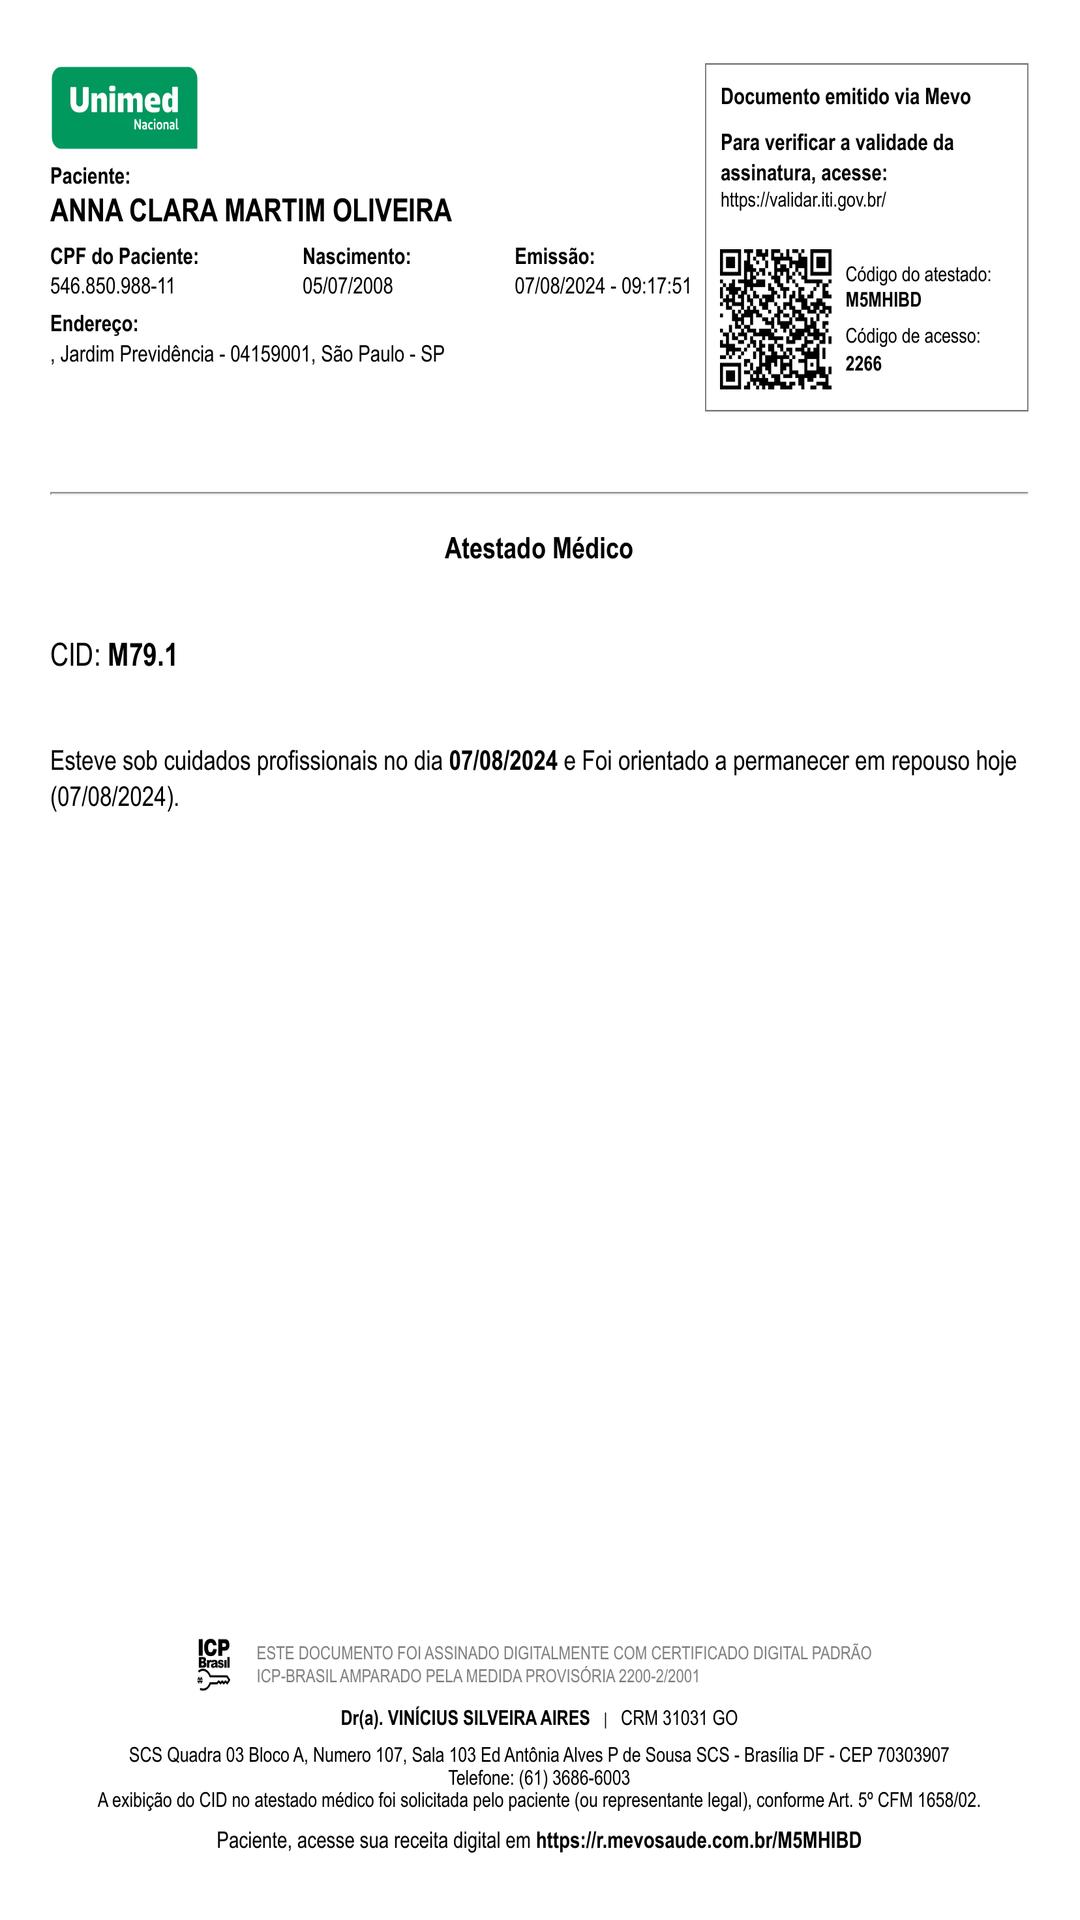 Unimed
Nacional
Documento emitido via Mevo
Para verificar a validade da
assinatura, acesse:
https://validar.iti.gov.br/
Código do atestado:
M5MHIBD
Código de acesso:
2266
Paciente:
ANNA CLARA MARTIM OLIVEIRA
CPF do Paciente: Nascimento: Emissão:
546.850.988-11 05/07/2008 07/08/2024 - 09:17:51
Endereço:
, Jardim Previdência - 04159001, São Paulo - SP
Atestado Médico
CID: M79.1
Esteve sob cuidados profissionais no dia 07/08/2024 e Foi orientado a permanecer em repouso hoje
(07/08/2024).
ICP
Brasil
ESTE DOCUMENTO FOI ASSINADO DIGITALMENTE COM CERTIFICADO DIGITAL PADRÃO
ICP-BRASIL AMPARADO PELA MEDIDA PROVISÓRIA 2200-2/2001
Dr(a). VINÍCIUS SILVEIRA AIRES | CRM 31031 GO
SCS Quadra 03 Bloco A, Numero 107, Sala 103 Ed Antônia Alves P de Sousa SCS - Brasília DF - CEP 70303907
Telefone: (61) 3686-6003
A exibição do CID no atestado médico foi solicitada pelo paciente (ou representante legal), conforme Art. 5º CFM 1658/02.
Paciente, acesse sua receita digital em https://r.mevosaude.com.br/M5MHIBD